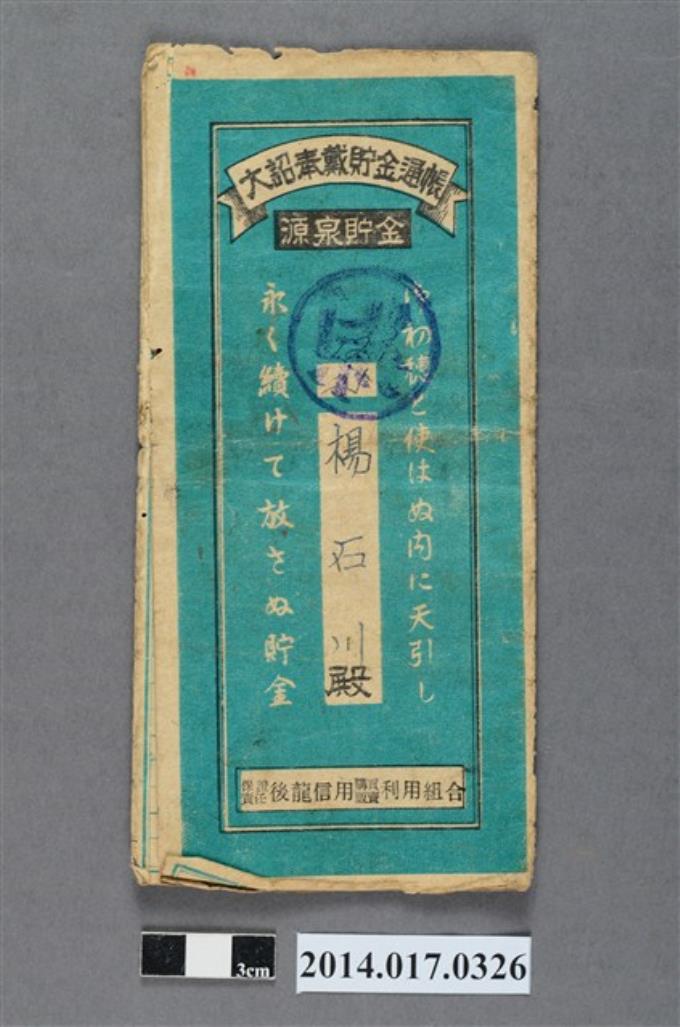 大詔奉戴貯金通帳
源泉貯金
初穂と使はぬ内に天引し
楊石川殿
永く續けて放さぬ貯金
保證責任後龍信用購買販賣利用組合
3cm
2014.017.0326